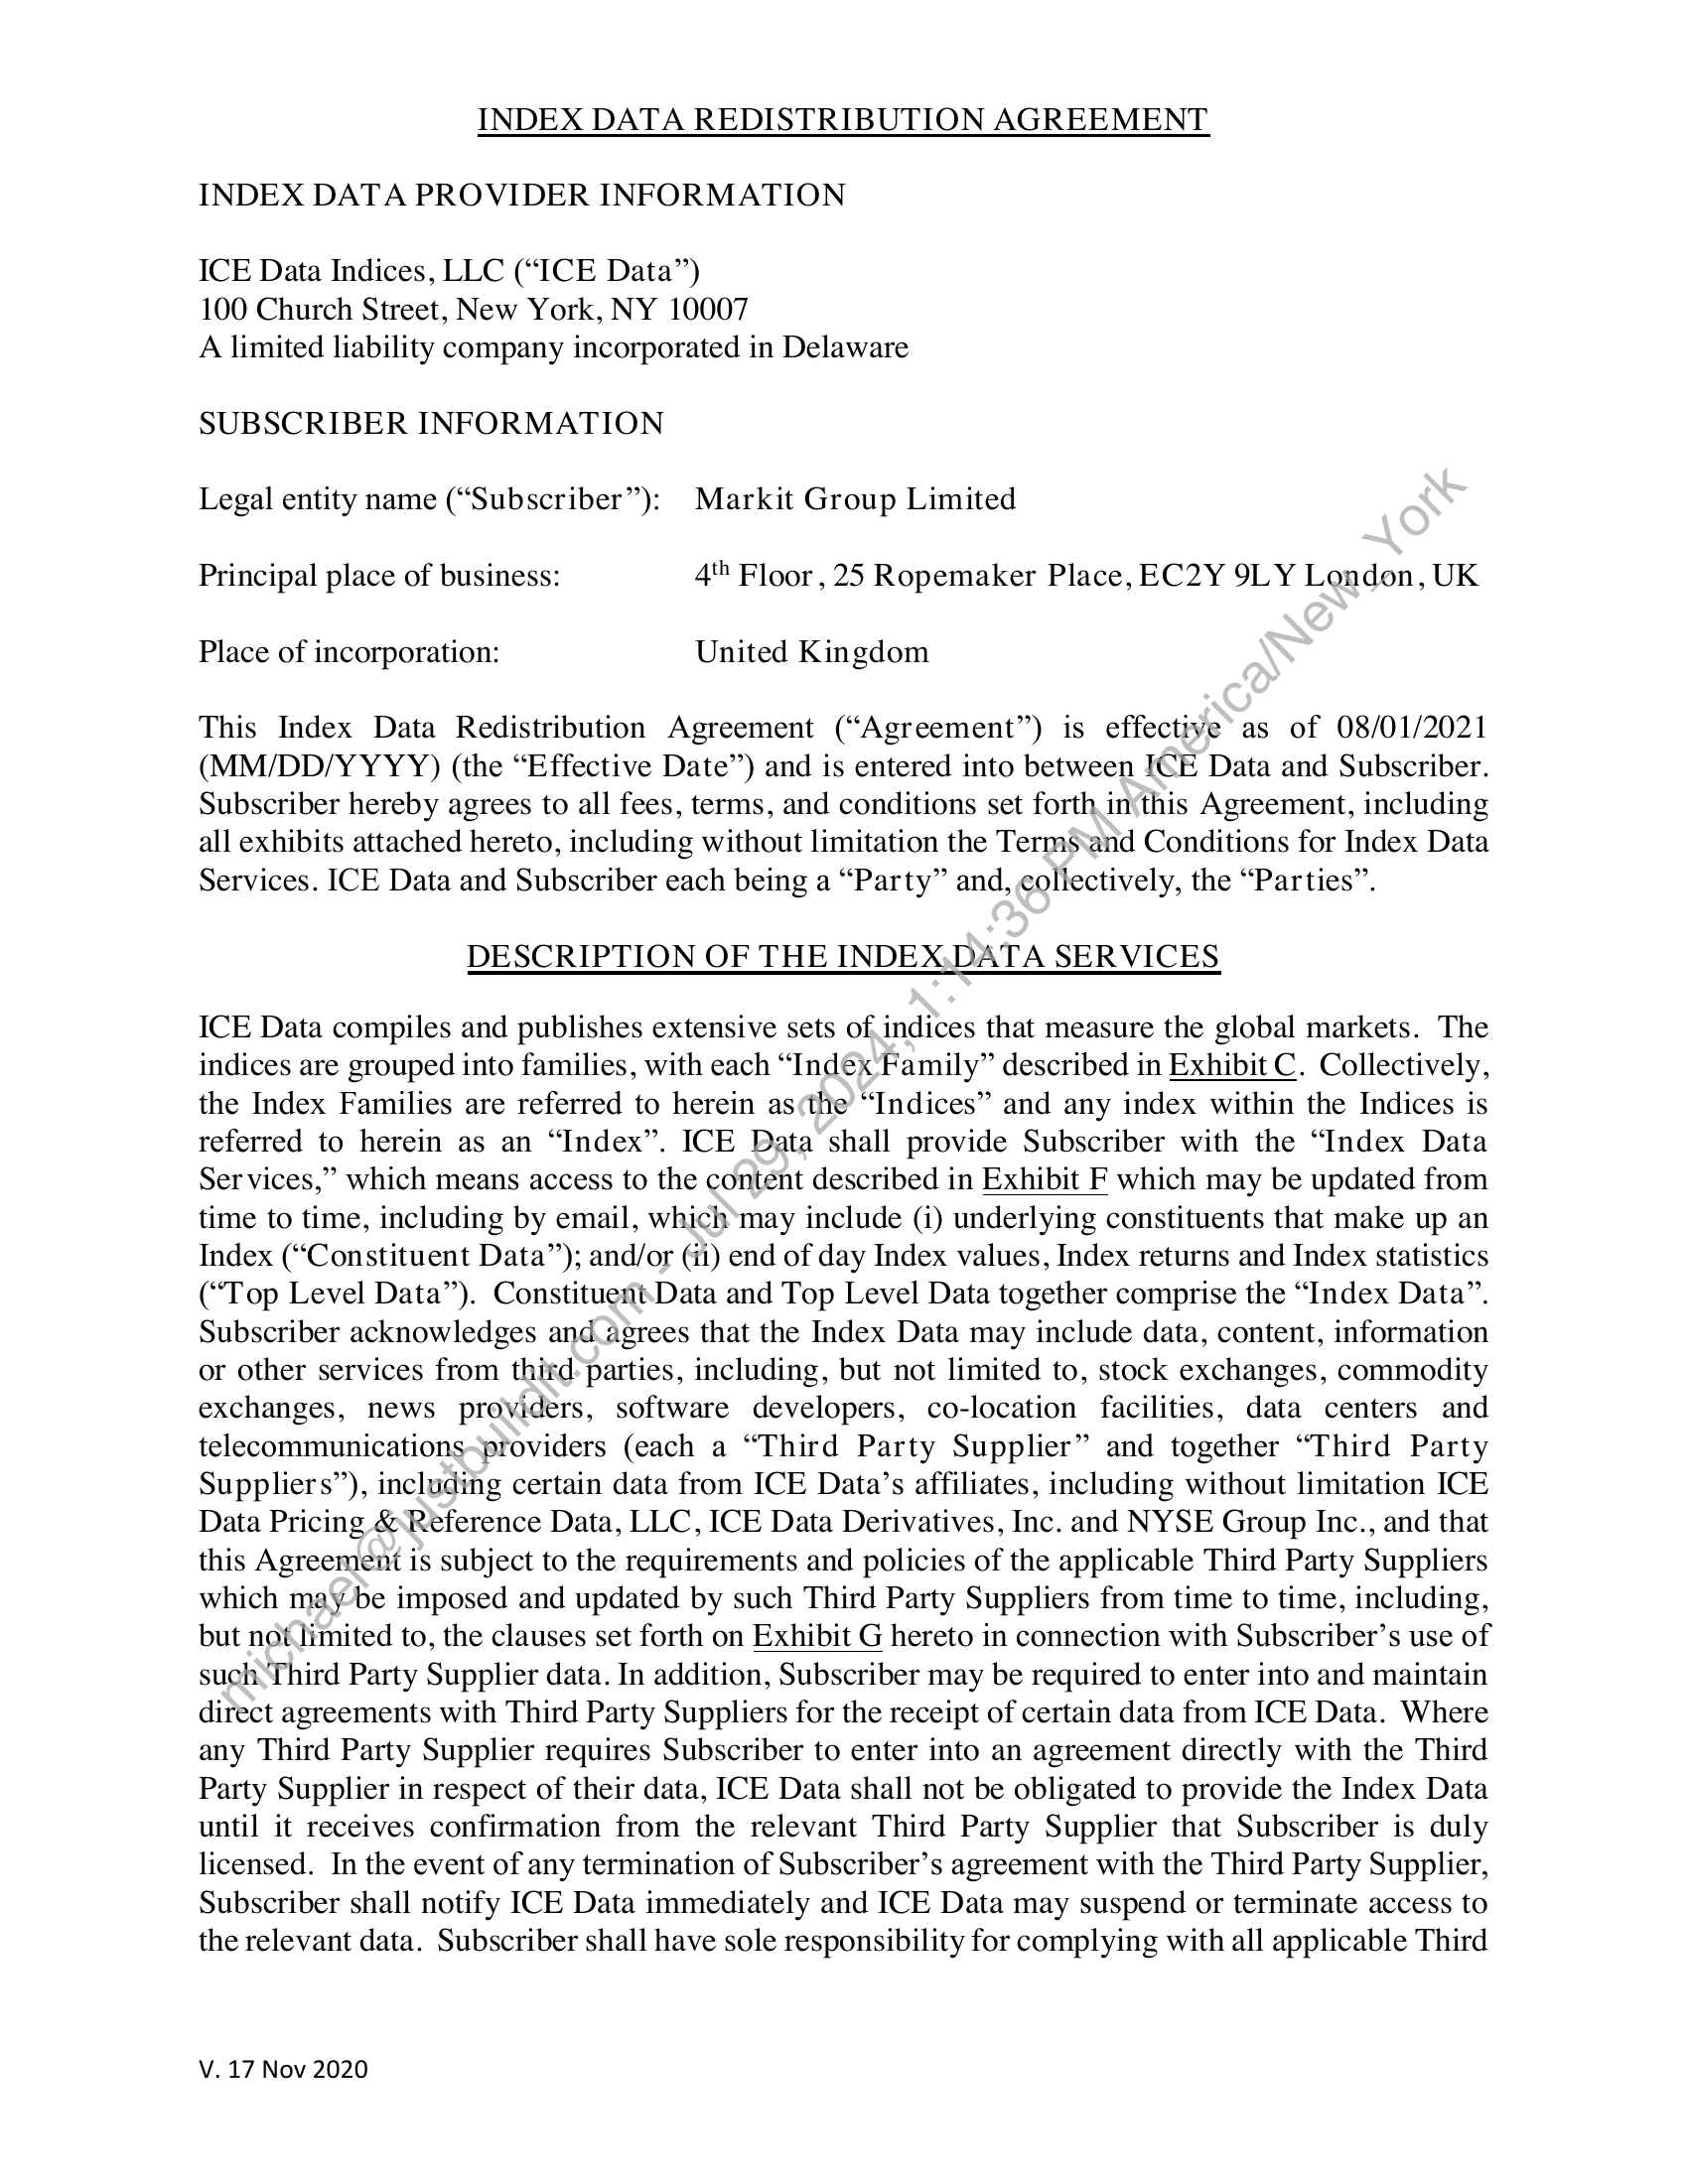 INDEX DATA REDISTRIBUTION AGREEMENT
INDEX DATA PROVIDER INFORMATION
ICE Data Indices, LLC (“ICE Data”)
100 Church Street, New York, NY 10007
A limited liability company incorporated in Delaware
SUBSCRIBER INFORMATION
Legal entity name (“Subscriber”): Markit Group Limited
Principal place of business: 4th Floor, 25 Ropemaker Place, EC2Y 9LY London, UK
Place of incorporation: United Kingdom
This Index Data Redistribution Agreement (“Agreement”) is effective as of 08/01/2021
(MM/DD/YYYY) (the “Effective Date”) and is entered into between ICE Data and Subscriber.
Subscriber hereby agrees to all fees, terms, and conditions set forth in this Agreement, including
all exhibits attached hereto, including without limitation the Terms and Conditions for Index Data
Services. ICE Data and Subscriber each being a “Party” and, collectively, the “Parties”.
DESCRIPTION OF THE INDEX DATA SERVICES
ICE Data compiles and publishes extensive sets of indices that measure the global markets. The
indices are grouped into families, with each “Index Family” described in Exhibit C. Collectively,
the Index Families are referred to herein as the “Indices” and any index within the Indices is
referred to herein as an “Index”. ICE Data shall provide Subscriber with the “Index Data
Services,” which means access to the content described in Exhibit F which may be updated from
time to time, including by email, which may include (i) underlying constituents that make up an
Index (“Constituent Data”); and/or (ii) end of day Index values, Index returns and Index statistics
(“Top Level Data”). Constituent Data and Top Level Data together comprise the “Index Data”.
Subscriber acknowledges and agrees that the Index Data may include data, content, information
or other services from third parties, including, but not limited to, stock exchanges, commodity
exchanges, news providers, software developers, co-location facilities, data centers and
telecommunications providers (each a “Third Party Supplier” and together “Third Party
Suppliers”), including certain data from ICE Data’s affiliates, including without limitation ICE
Data Pricing & Reference Data, LLC, ICE Data Derivatives, Inc. and NYSE Group Inc., and that
this Agreement is subject to the requirements and policies of the applicable Third Party Suppliers
which may be imposed and updated by such Third Party Suppliers from time to time, including,
but not limited to, the clauses set forth on Exhibit G hereto in connection with Subscriber’s use of
such Third Party Supplier data. In addition, Subscriber may be required to enter into and maintain
direct agreements with Third Party Suppliers for the receipt of certain data from ICE Data. Where
any Third Party Supplier requires Subscriber to enter into an agreement directly with the Third
Party Supplier in respect of their data, ICE Data shall not be obligated to provide the Index Data
until it receives confirmation from the relevant Third Party Supplier that Subscriber is duly
licensed. In the event of any termination of Subscriber’s agreement with the Third Party Supplier,
Subscriber shall notify ICE Data immediately and ICE Data may suspend or terminate access to
the relevant data. Subscriber shall have sole responsibility for complying with all applicable Third
V. 17 Nov 2020
michael@justbuildit.com - Jul 29, 2024, 1:14:36 PM America/New_York